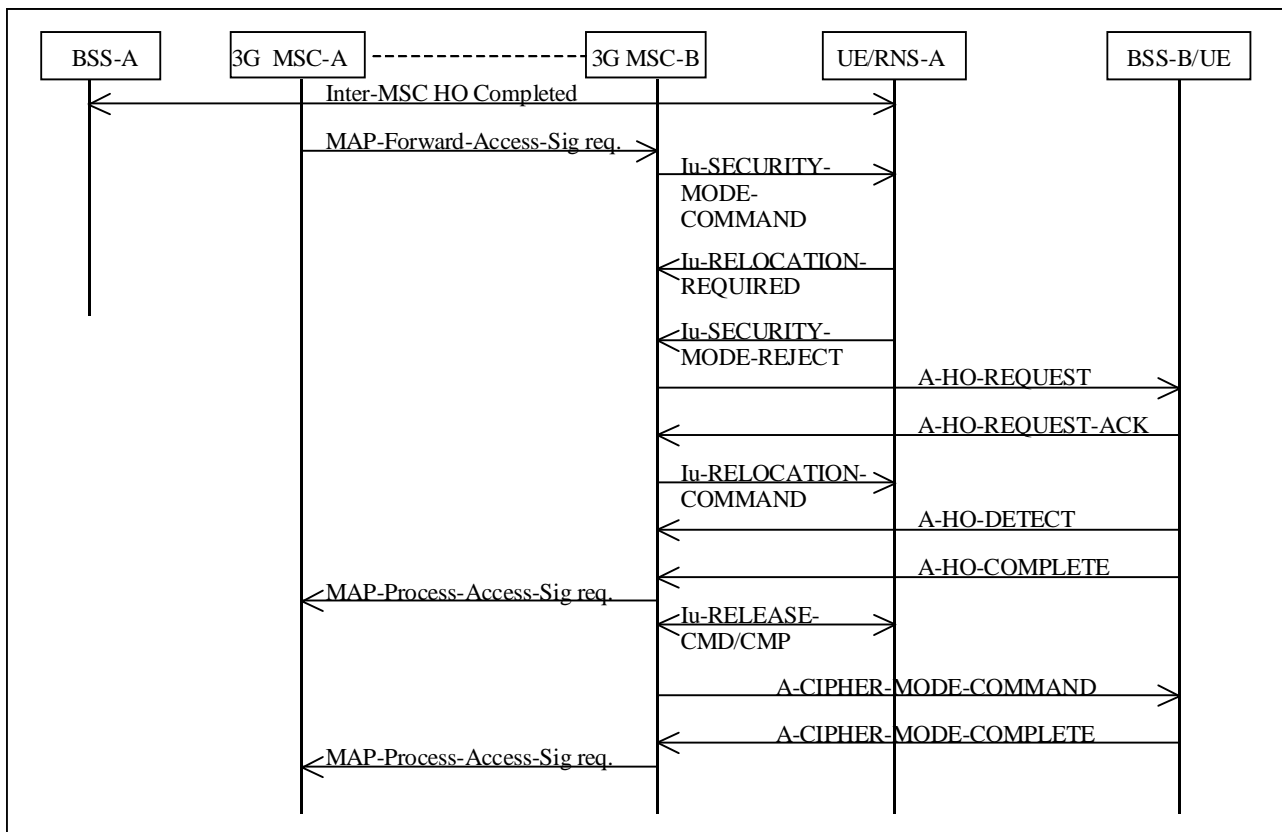 BSS-A
3G MSC-A
3G MSC-B
UE/RNS-A
BSS-B/UE
Inter-MSC HO Completed
MAP-Forward-Access-Sig req.
Iu-SECURITY-
MODE-
COMMAND
Iu-RELOCATION-
REQUIRED
Iu-SECURITY-
MODE-REJECT
A-HO-REQUEST
A-HO-REQUEST-ACK
Iu-RELOCATION-
COMMAND
A-HO-DETECT
A-HO-COMPLETE
MAP-Process-Access-Sig req.
Iu-RELEASE-
CMD/CMP
A-CIPHER-MODE-COMMAND
A-CIPHER-MODE-COMPLETE
MAP-Process-Access-Sig req.